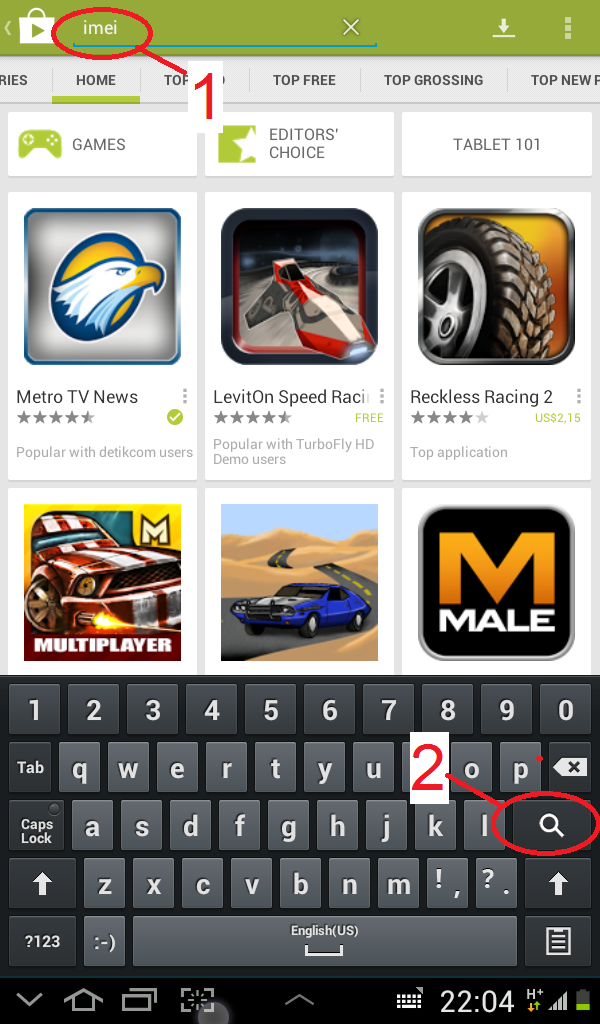 imei
1
RIES
HOME
TOP
TOP FREE
TOP GROSSING
TOP NEW P
GAMES
EDITORS'
CHOICE
TABLET 101
Metro TV News
LevitOn Speed Raci
Reckless Racing 2
FREE
US$2,15
Popular with detikcom users
Popular with TurboFly HD
Demo users
Top application
M
MULTIPLAYER
M
MALE
1 2 3 4 5 6 7 8 9 0
Tab q w e r t y u o p
2
Caps
Lock
a s d f g h j k l
z x c v b n m ! , ? .
?123 :-)
English(US)
22:04 H+